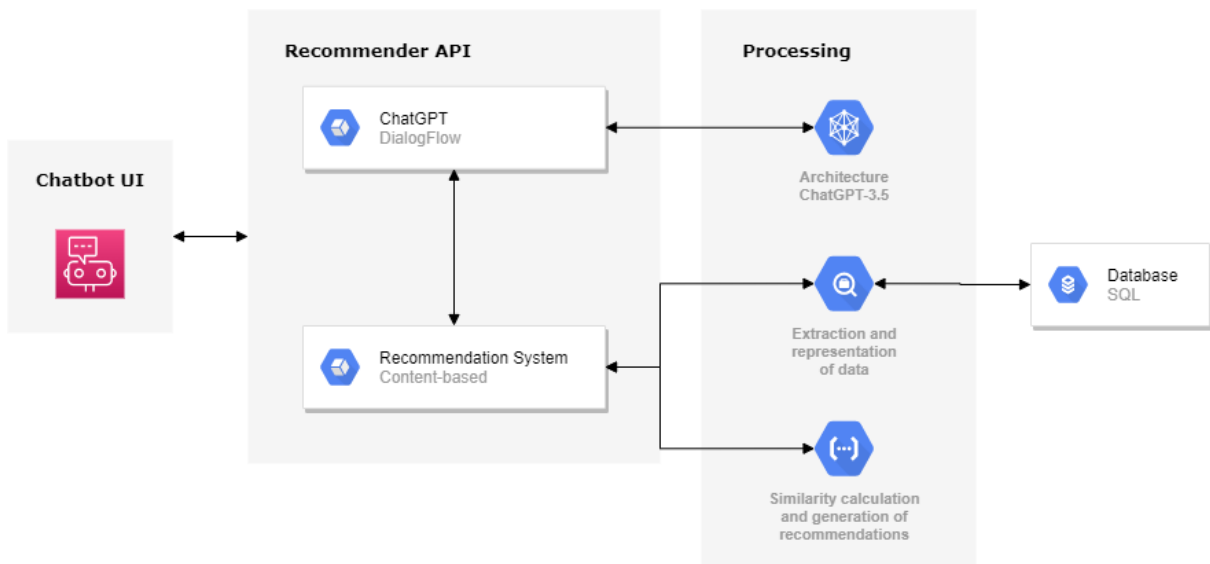 Recommender API
Processing
ChatGPT
DialogFlow
Architecture
ChatGPT-3.5
Chatbot UI
Database
SQL
Extraction and
representation
of data
Recommendation System
Content-based
Similarity calculation
and generation of
recommendations